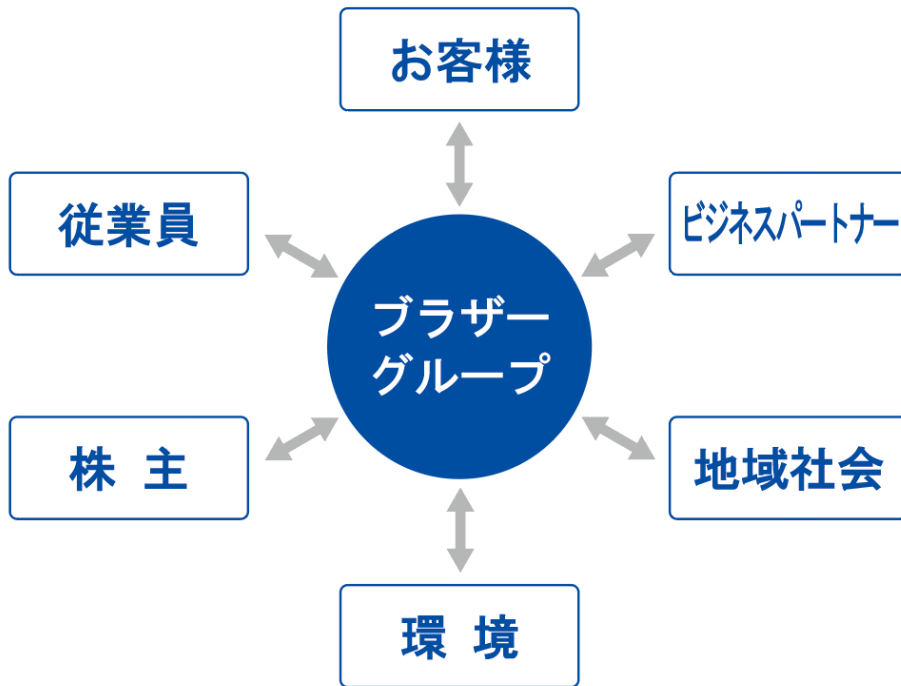 お客様
従業員
ビジネスパートナー
ブラザー
グループ
株 主
地域社会
環 境